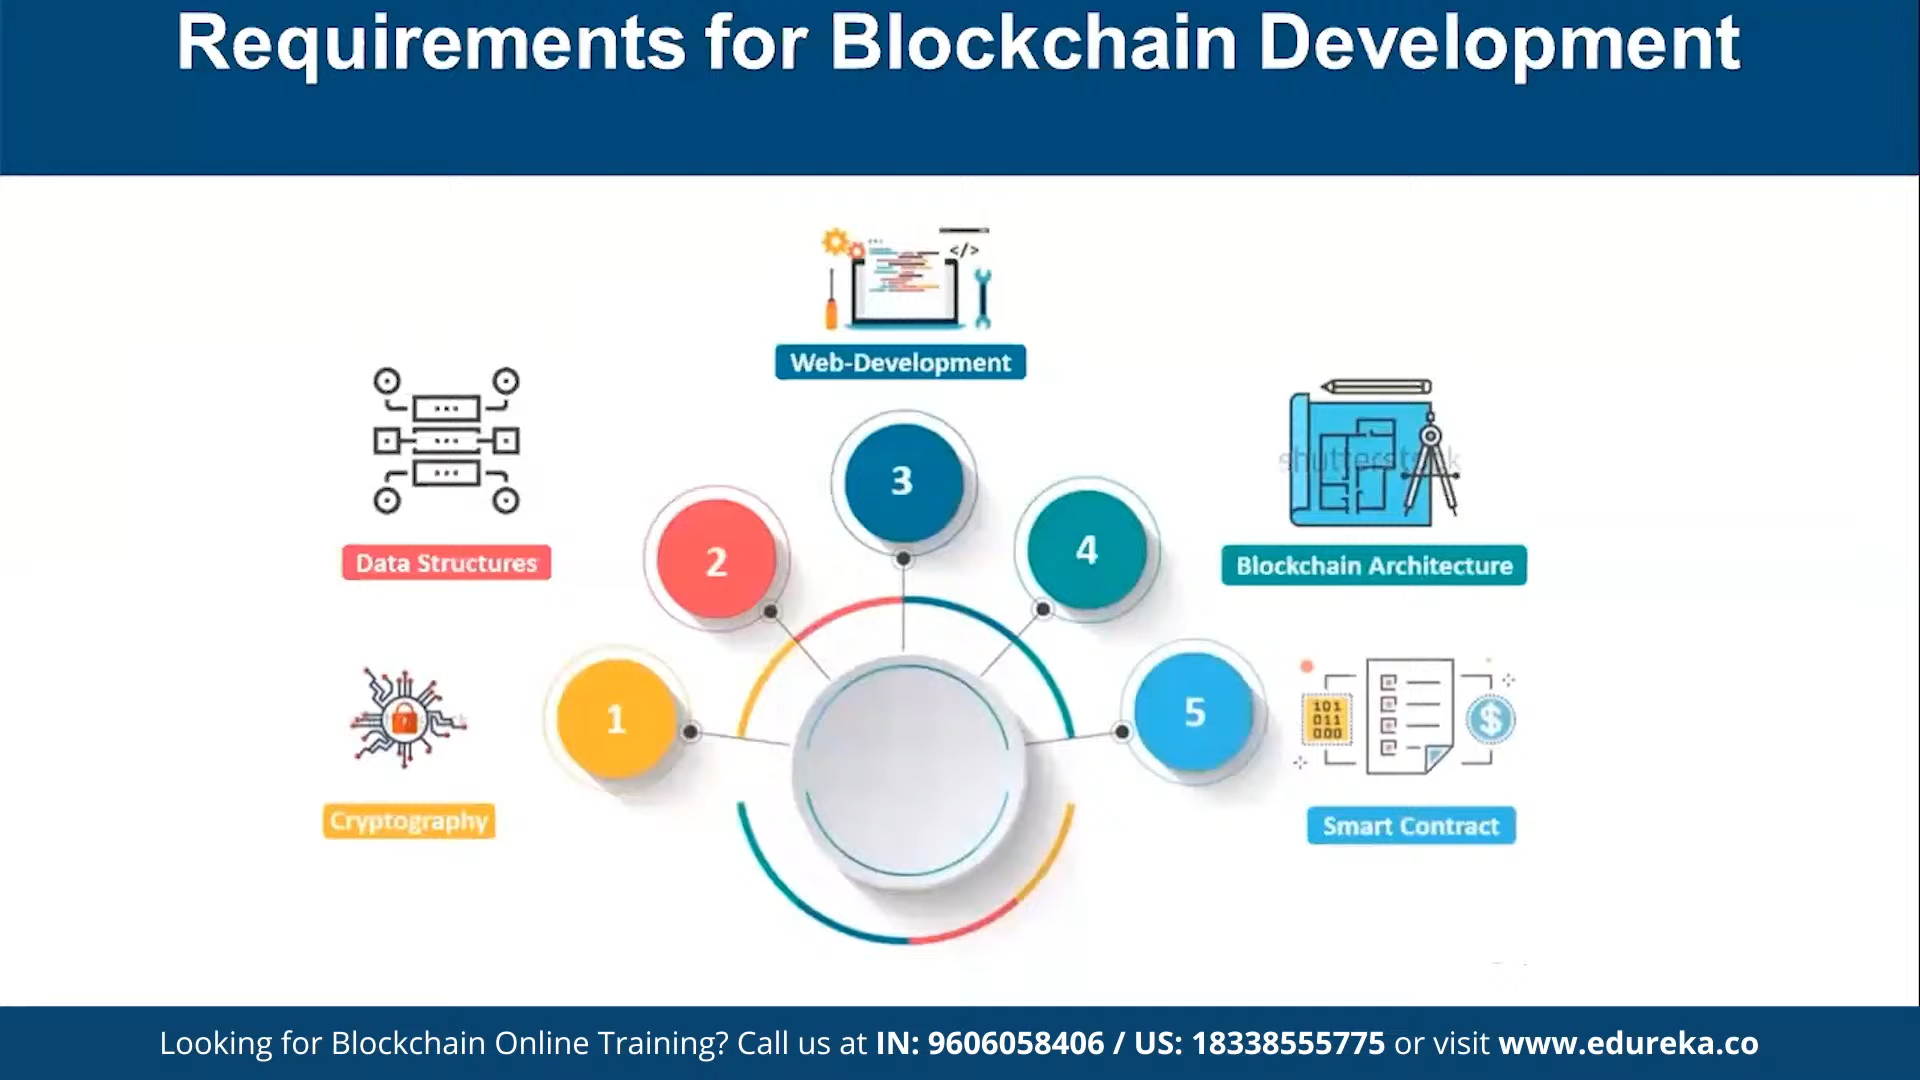 Requirements for Blockchain Development
</>
Web-Development
shutterstock
Data Structures
Blockchain Architecture
3
4
2
1
5
101
011
000
$
Cryptography
Smart Contract
Looking for Blockchain Online Training? Call us at IN: 9606058406 / US: 18338555775 or visit www.edureka.co